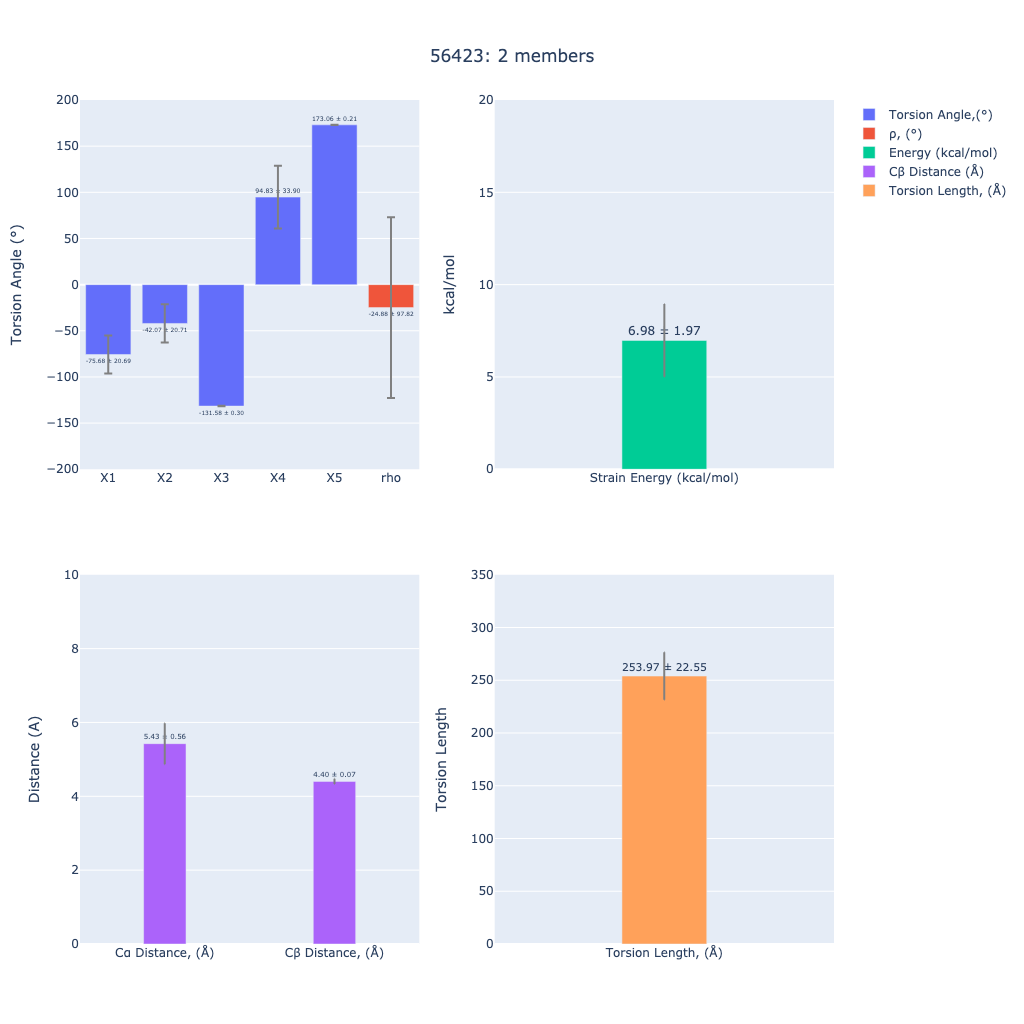 56423: 2 members
Torsion Angle (°)
200
150
100
50
0
−50
−100
−150
−200
-75.68 ± 20.69
-42.07 ± 20.71
-131.58 ± 0.30
94.83 ± 33.90
173.06 ± 0.21
-24.88 ± 97.82
X1 X2 X3 X4 X5 rho
kcal/mol
20
15
10
5
0
6.98 ± 1.97
Strain Energy (kcal/mol)
Torsion Angle,(°)
ρ, (°)
Energy (kcal/mol)
Cβ Distance (Å)
Torsion Length, (Å)
Distance (A)
10
8
6
4
2
0
5.43 ± 0.56
4.40 ± 0.07
Cα Distance, (Å) Cβ Distance, (Å)
Torsion Length
350
300
250
200
150
100
50
0
253.97 ± 22.55
Torsion Length, (Å)